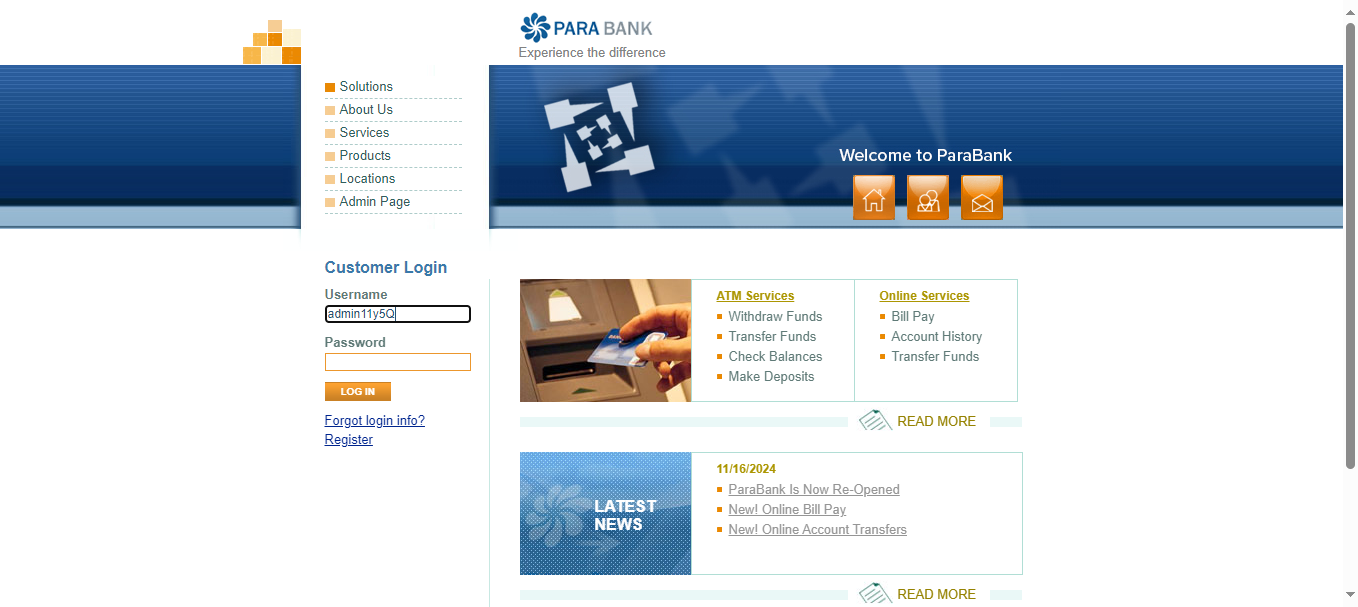 PARA BANK
Experience the difference
Solutions
About Us
Services
Products
Locations
Admin Page
Welcome to ParaBank
Customer Login
Username
admin11y5Q
Password
LOG IN
Forgot login info?
Register
ATM Services
Withdraw Funds
Transfer Funds
Check Balances
Make Deposits
Online Services
Bill Pay
Account History
Transfer Funds
READ MORE
LATEST
NEWS
11/16/2024
ParaBank Is Now Re-Opened
New! Online Bill Pay
New! Online Account Transfers
READ MORE